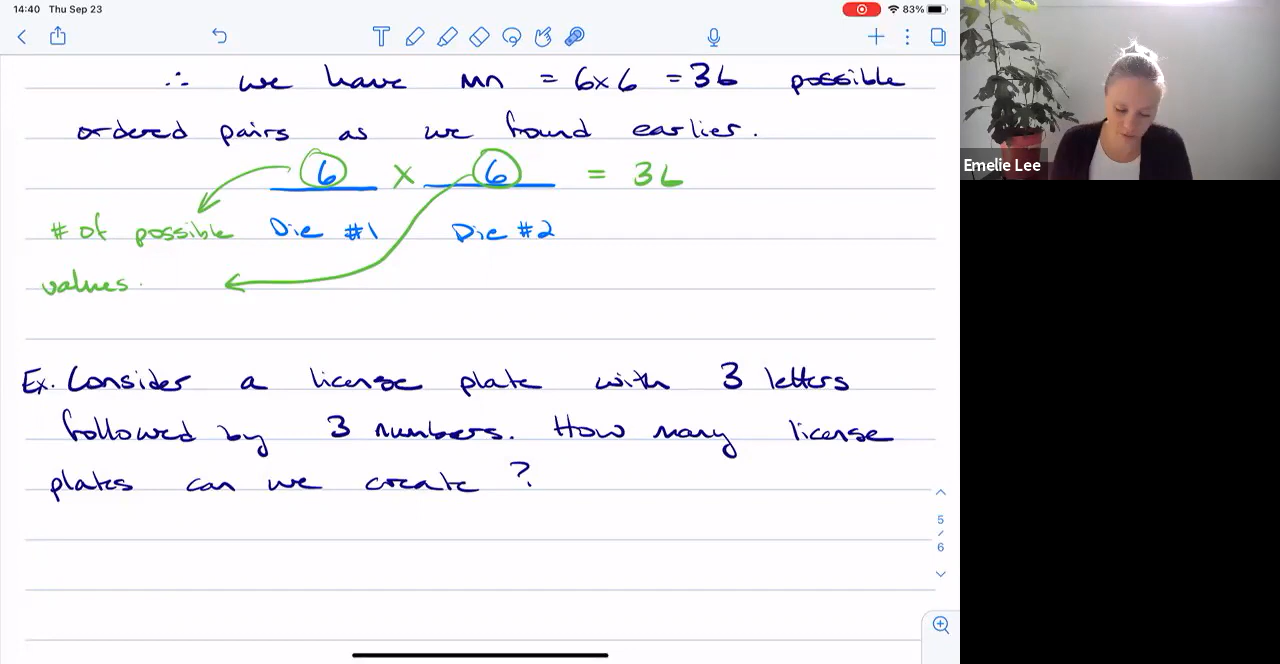 14:40 Thu Sep 23
83%
∴ we have mn = 6x6 = 36 possible
ordered pairs as we found earlier.
6 x 6 = 36
# of possible Die #1 Die #2
values.
Ex. Consider a license plate with 3 letters
followed by 3 numbers. How many license
plates can we create ?
5
/
6
Emelie Lee